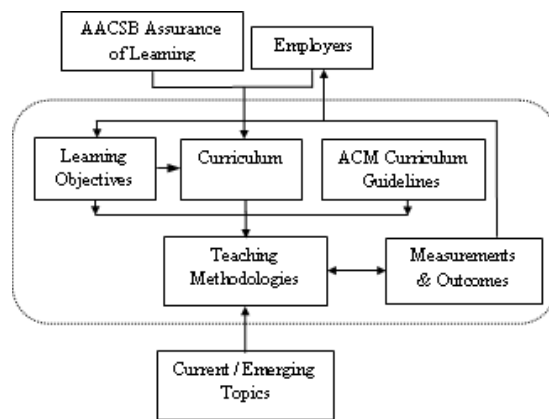 AACSB Assurance
of Learning
Employers
Learning
Objectives
Curriculum
ACM Curriculum
Guidelines
Teaching
Methodologies
Measurements
& Outcomes
Current / Emerging
Topics